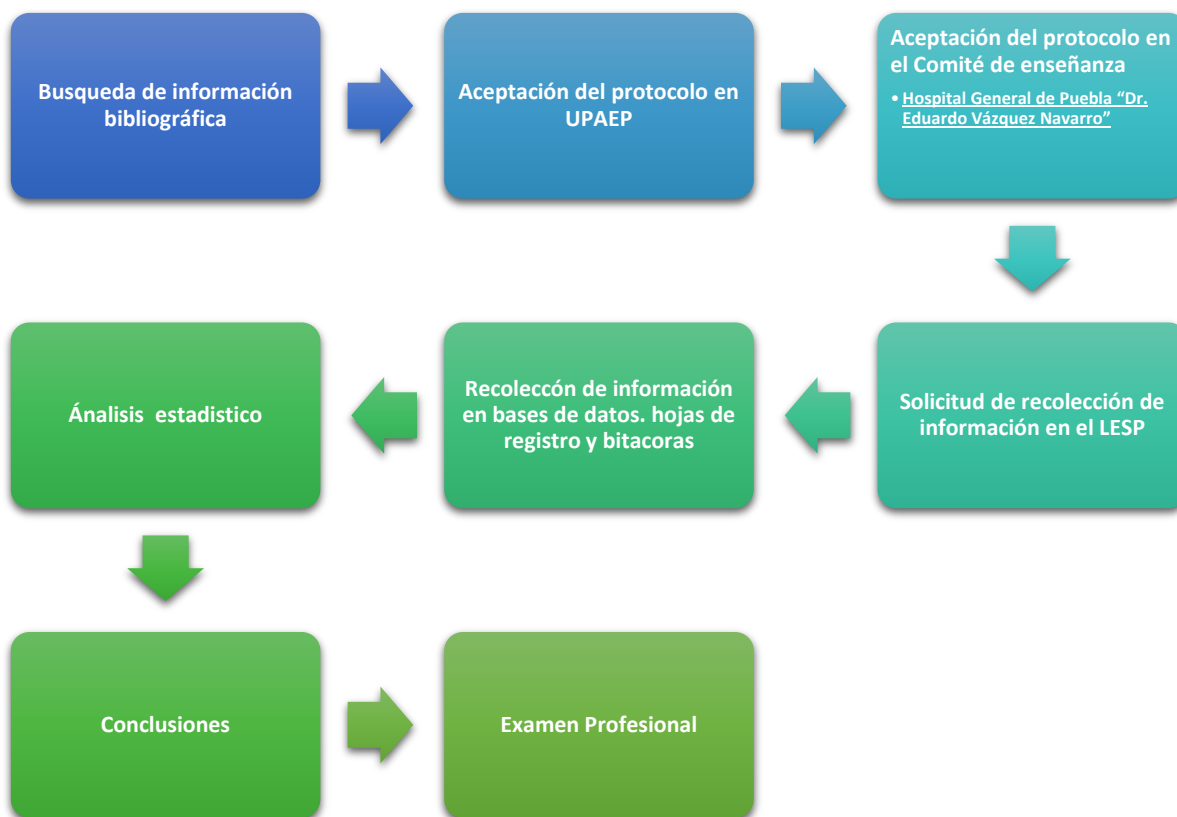 Busqueda de información
bibliográfica
Aceptación del protocolo en
UPAEP
Aceptación del protocolo en
el Comité de enseñanza
• Hospital General de Puebla “Dr.
Eduardo Vázquez Navarro”
Solicitud de recolección de
información en el LESP
Recoleccón de información
en bases de datos. hojas de
registro y bitacoras
Ánalisis  estadistico
Conclusiones
Examen Profesional